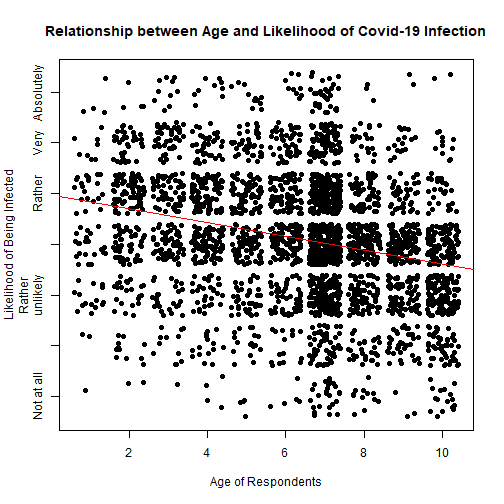 Relationship between Age and Likelihood of Covid-19 Infection
Absolutely
Very
Rather
Rather
unlikely
Not at all
Likelihood of Being Infected
2
4
6
8
10
Age of Respondents